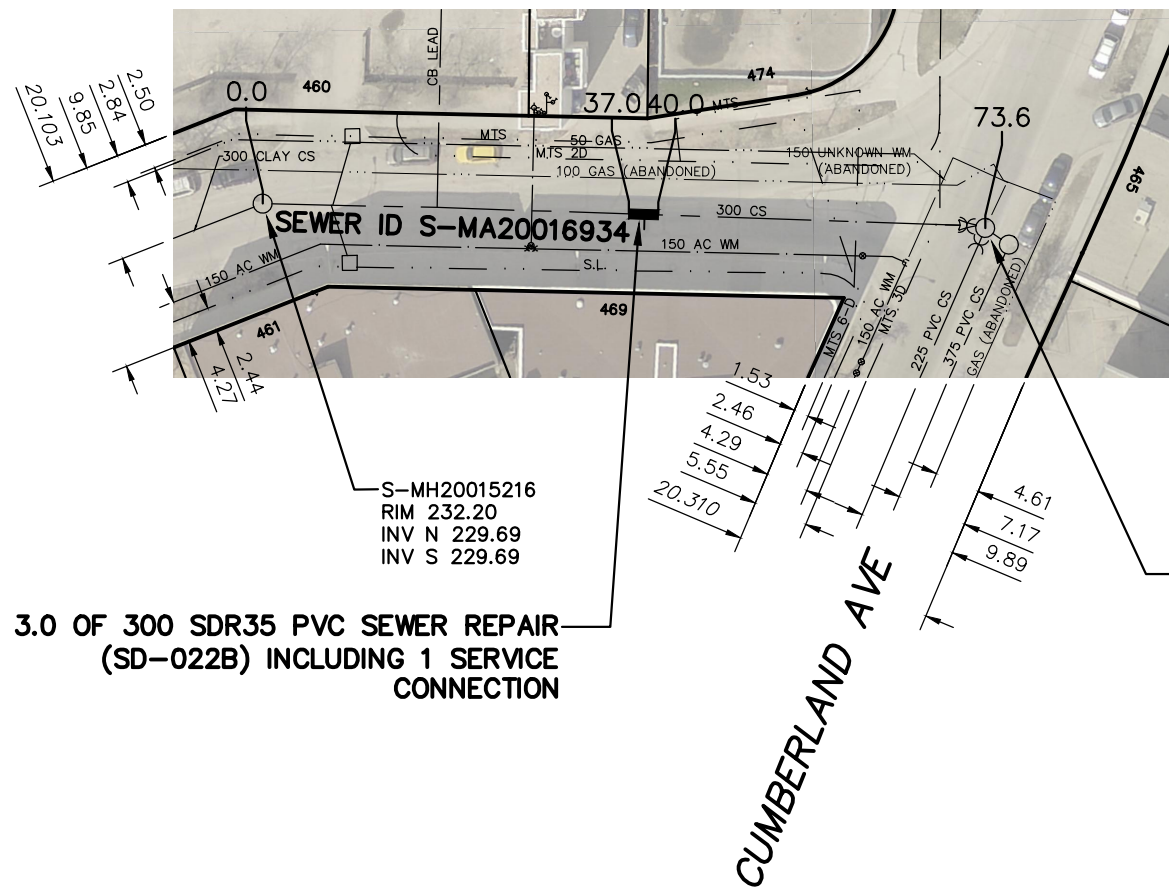 0.0
460
CB LEAD
474
37.0
40.0
MTS
73.6
2.50
2.84
9.85
20.103
MTS
50 GAS
MTS 2D
100 GAS (ABANDONED)
300 CLAY CS
150 UNKNOWN WM
(ABANDONED)
465
300 CS
SEWER ID S-MA20016934
150 AC WM
150 AC WM
S.L.
461
469
2.44
4.27
MTS 6-D
150 AC WM
MTS 3D
225 PVC CS
375 PVC CS
GAS (ABANDONED)
1.53
2.46
4.29
5.55
20.310
4.61
7.17
9.89
S-MH20015216
RIM 232.20
INV N 229.69
INV S 229.69
3.0 OF 300 SDR35 PVC SEWER REPAIR
(SD-022B) INCLUDING 1 SERVICE
CONNECTION
CUMBERLAND AVE